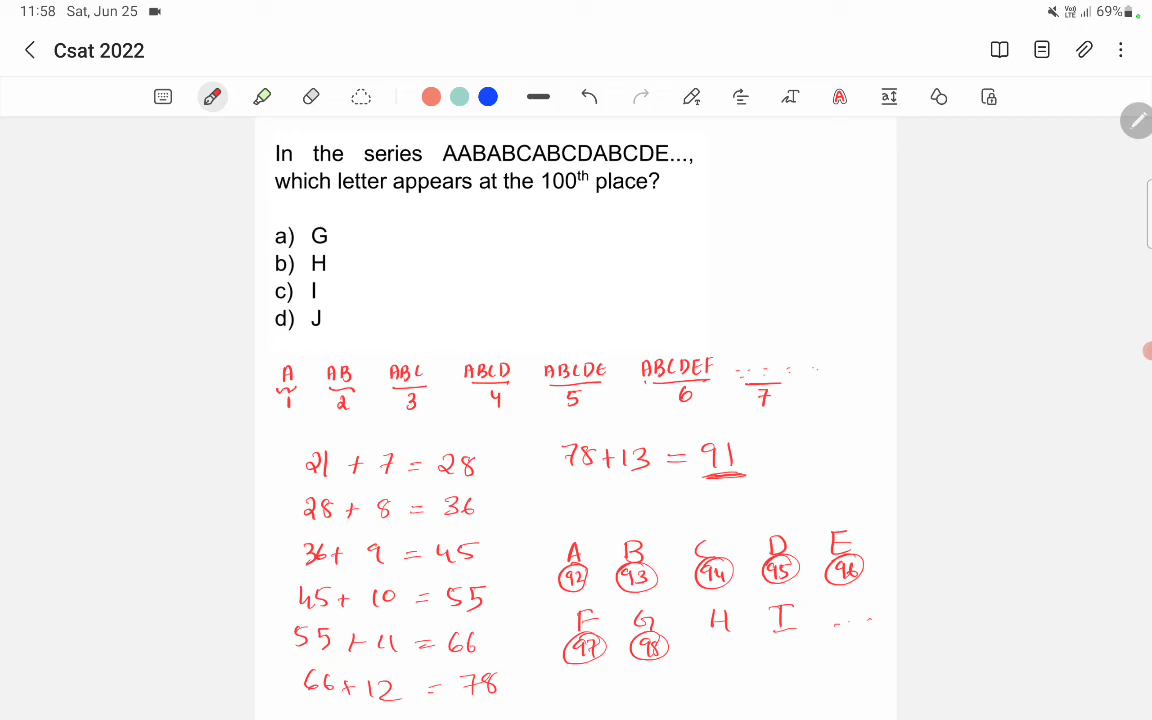 11:58 Sat, Jun 25 Vo) LTE 69%
Csat 2022
In the series AABABCABCDABCDE...,
which letter appears at the 100th place?
a) G
b) H
c) I
d) J
A AB ABC ABCD ABCDE ABCDEF ......
1 2 3 4 5 6 7
21 + 7 = 28
28 + 8 = 36
36 + 9 = 45
45 + 10 = 55
55 + 11 = 66
66 + 12 = 78
78 + 13 = 91
A B C D E
92 93 94 95 96
F G H I ...
97 98